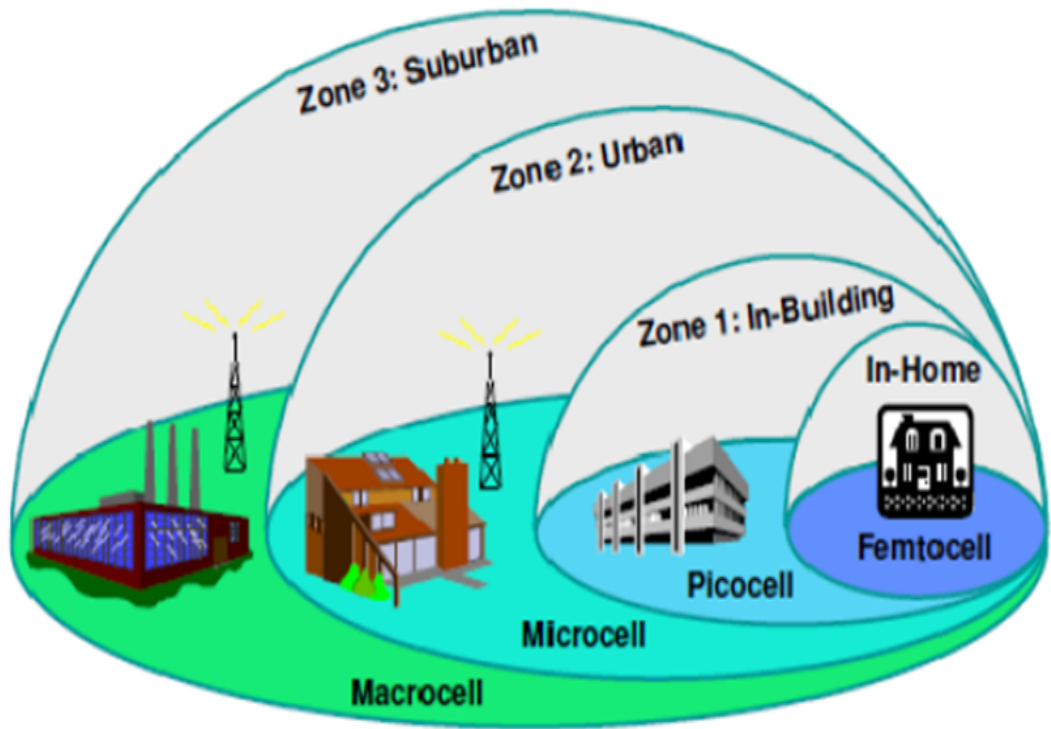 Zone 3: Suburban
Zone 2: Urban
Zone 1: In-Building
In-Home
Femtocell
Picocell
Microcell
Macrocell